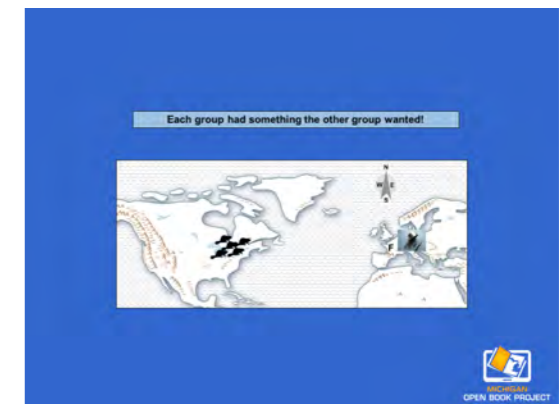 Each group had something the other group wanted!
N
W E
S
F
MICHIGAN
OPEN BOOK PROJECT